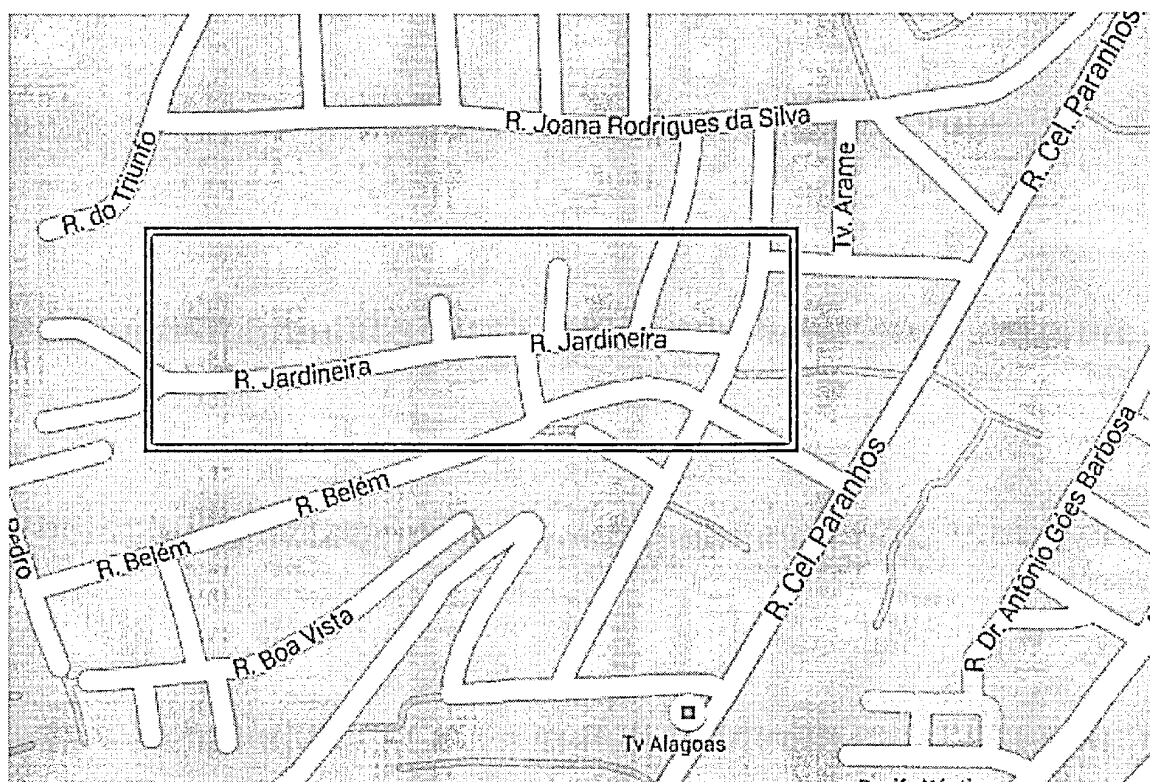 R. Cel. Paranhos
R. Joana Rodrigues da Silva
R. do Triunfo
Tv. Arame
R. Jardineira
R. Jardineira
R. Belém
R. Belém
R. Cel. Paranhos
R. Dr. Antônio Góes Barbosa
Pedro
R. Boa Vista
Tv Alagoas